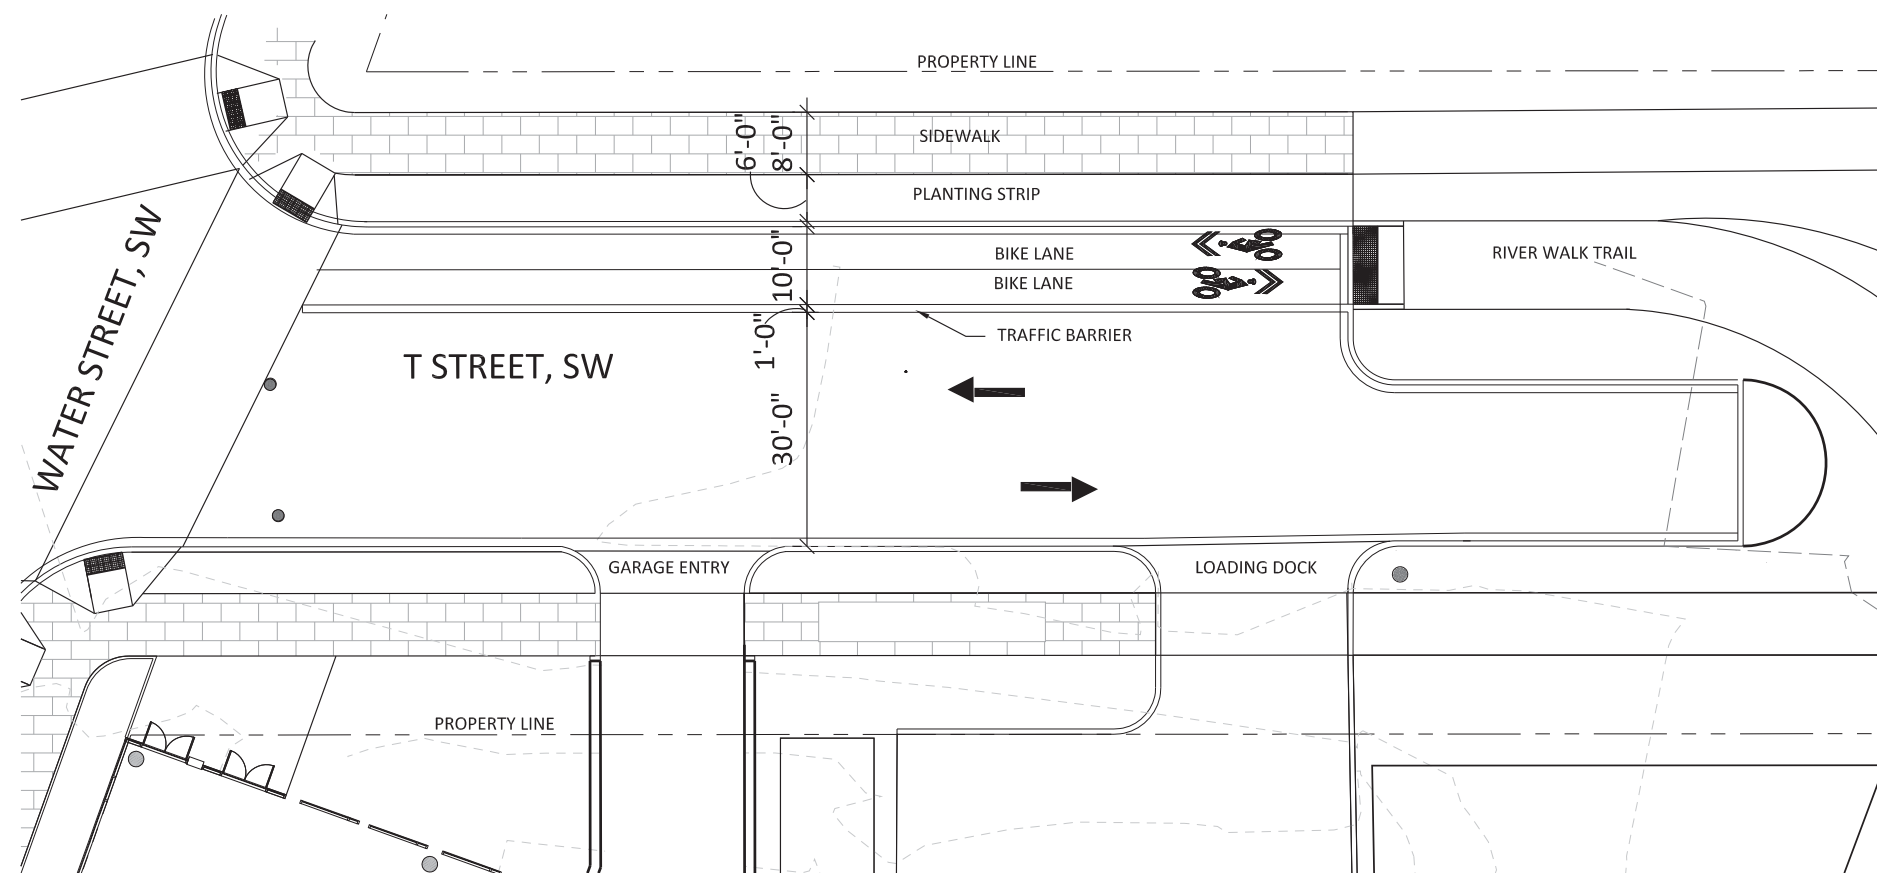 PROPERTY LINE
6'-0"
8'-0"
SIDEWALK
PLANTING STRIP
WATER STREET, SW
10'-0"
BIKE LANE
BIKE LANE
RIVER WALK TRAIL
1'-0"
TRAFFIC BARRIER
T STREET, SW
30'-0"
GARAGE ENTRY
LOADING DOCK
PROPERTY LINE